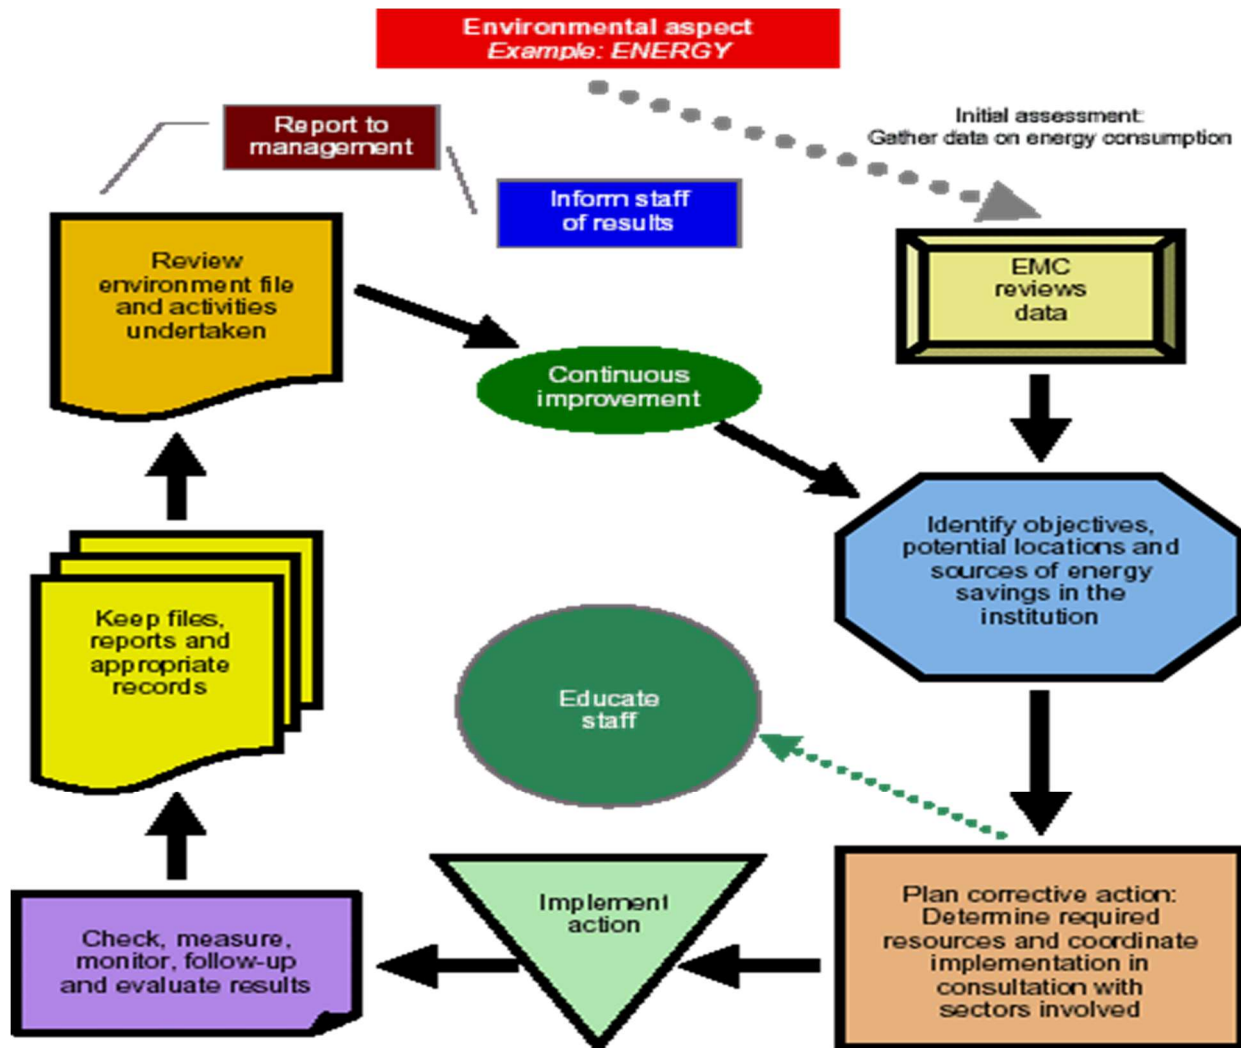 Environmental aspect
Example: ENERGY
Initial assessment:
Gather data on energy consumption
Report to
management
Inform staff
of results
Review
environment file
and activities
undertaken
EMC
reviews
data
Continuous
improvement
Identify objectives,
potential locations and
sources of energy
savings in the
institution
Keep files,
reports and
appropriate
records
Educate
staff
Plan corrective action:
Determine required
resources and coordinate
implementation in
consultation with
sectors involved
Implement
action
Check, measure,
monitor, follow-up
and evaluate results